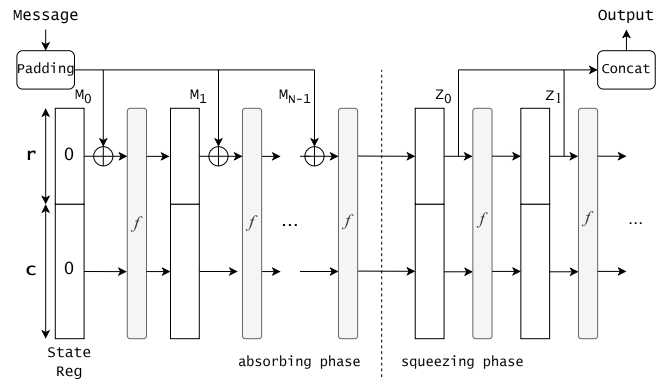 Message
Output
Padding
Concat
M0
M1
MN-1
Z0
Z1
r
0
f
f
...
f
f
f
...
c
0
State
Reg
absorbing phase
squeezing phase